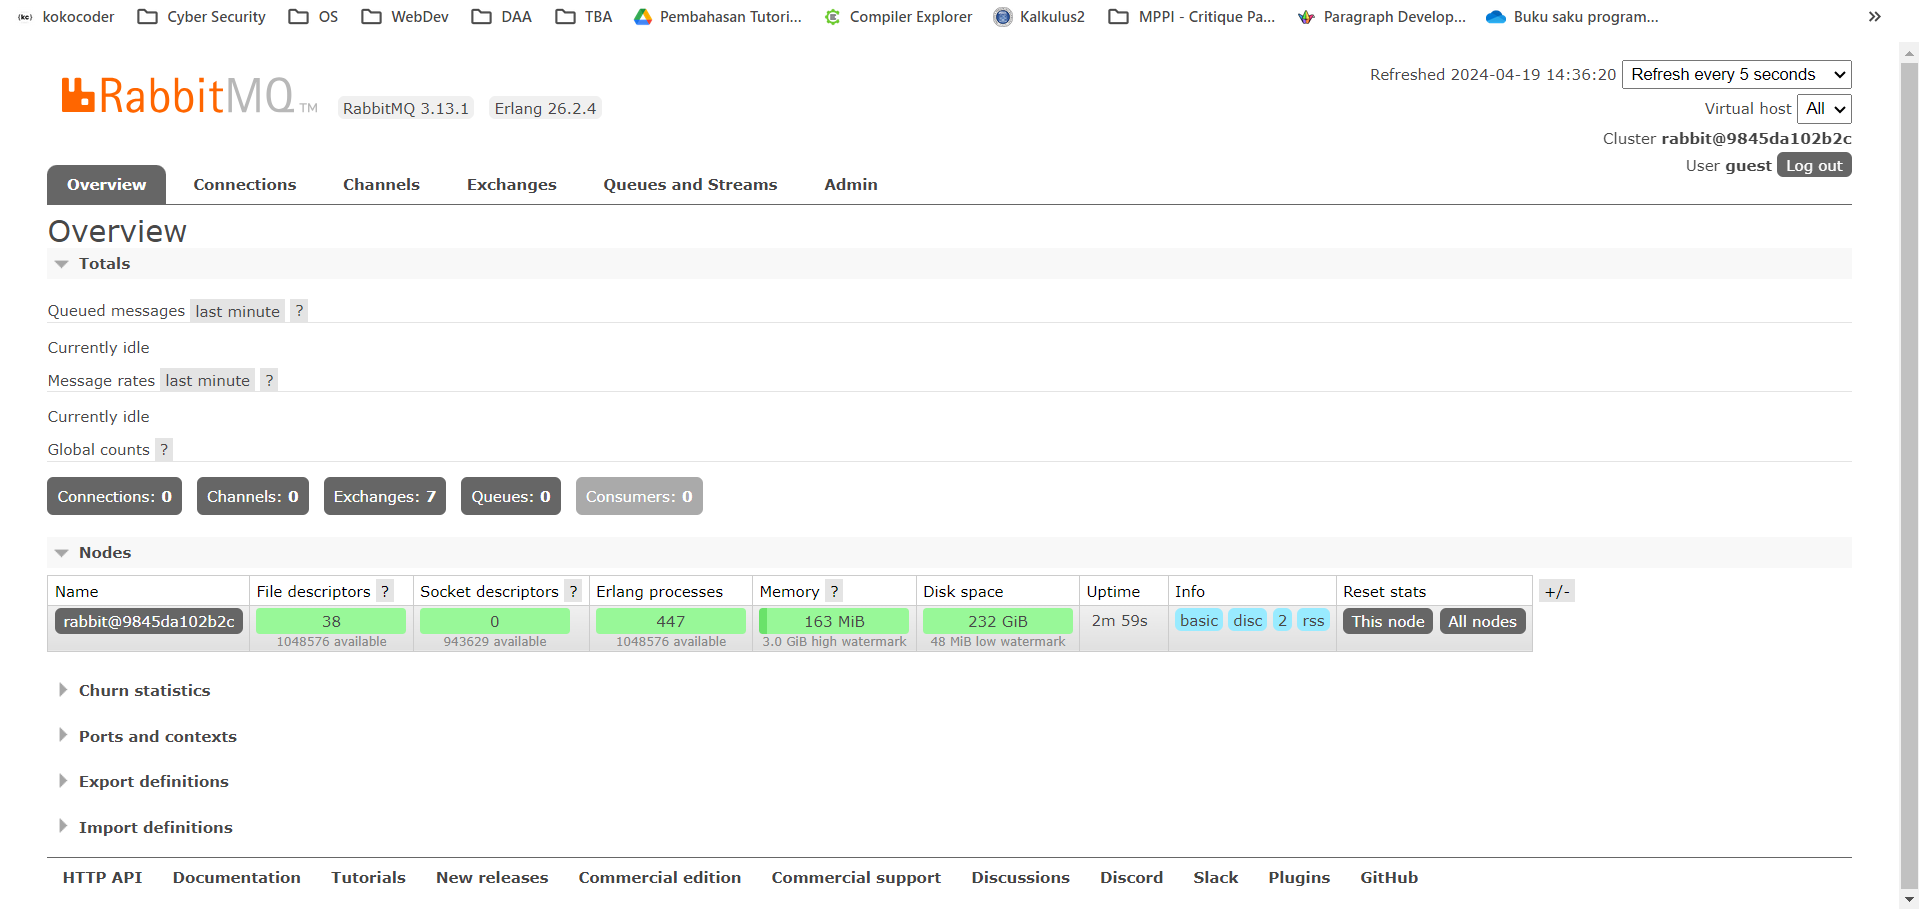 kokocoder Cyber Security OS WebDev DAA TBA Pembahasan Tutori... Compiler Explorer Kalkulus2 MPPI - Critique Pa... Paragraph Develop... Buku saku program... »
RabbitMQ TM RabbitMQ 3.13.1 Erlang 26.2.4
Refreshed 2024-04-19 14:36:20 Refresh every 5 seconds
Virtual host All
Cluster rabbit@9845da102b2c
User guest Log out
Overview Connections Channels Exchanges Queues and Streams Admin
Overview
Totals
Queued messages last minute ?
Currently idle
Message rates last minute ?
Currently idle
Global counts ?
Connections: 0 Channels: 0 Exchanges: 7 Queues: 0 Consumers: 0
Nodes
Name File descriptors ? Socket descriptors ? Erlang processes Memory ? Disk space Uptime Info Reset stats +/-
rabbit@9845da102b2c 38 0 447 163 MiB 232 GiB 2m 59s basic disc 2 rss This node All nodes
1048576 available 943629 available 1048576 available 3.0 GiB high watermark 48 MiB low watermark
Churn statistics
Ports and contexts
Export definitions
Import definitions
HTTP API Documentation Tutorials New releases Commercial edition Commercial support Discussions Discord Slack Plugins GitHub